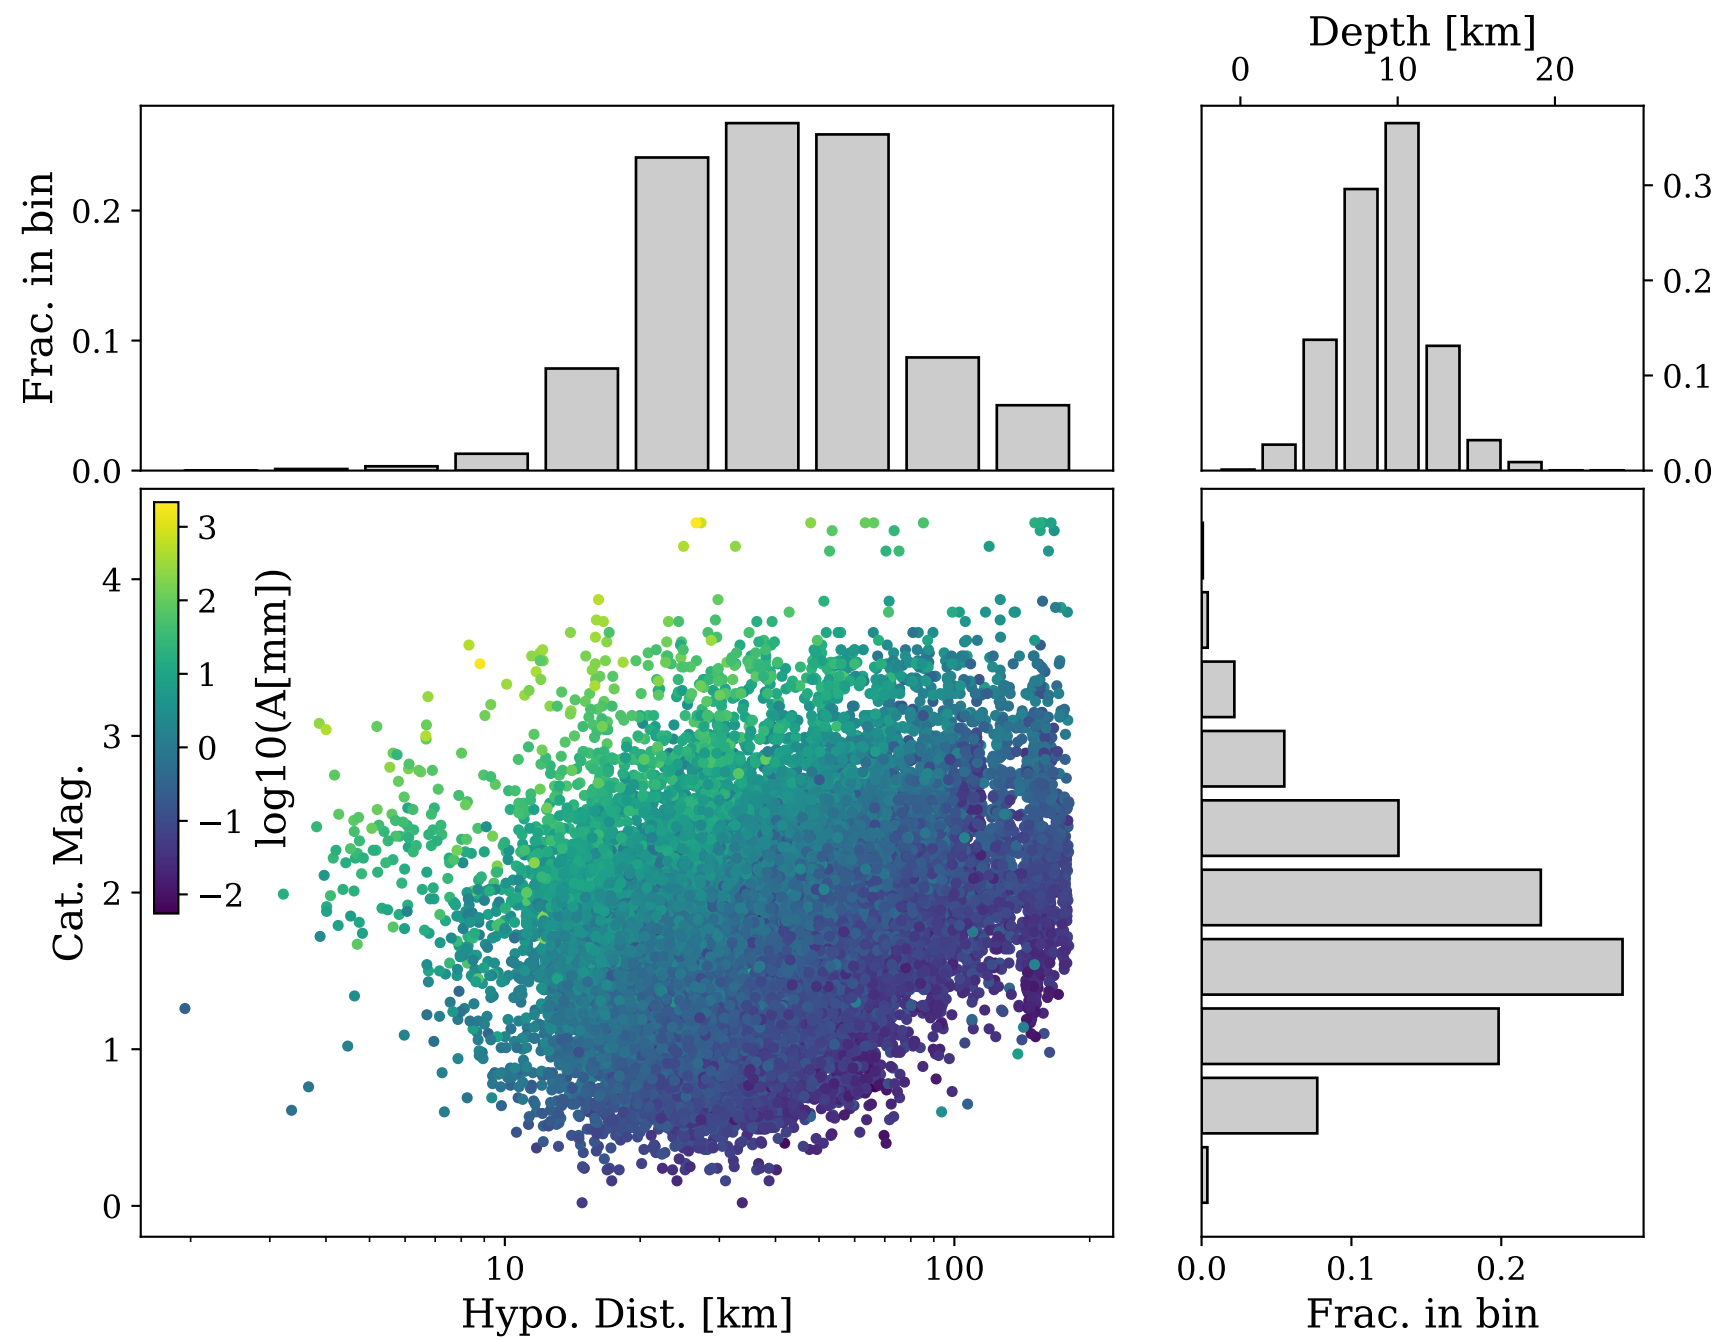 Depth [km]
0 10 20
Frac. in bin
0.2
0.1
0.0
0.3
0.2
0.1
0.0
Cat. Mag.
4
3
2
1
0
3
2
1
0
−1
−2
log10(A[mm])
10 100
Hypo. Dist. [km]
0.0 0.1 0.2
Frac. in bin